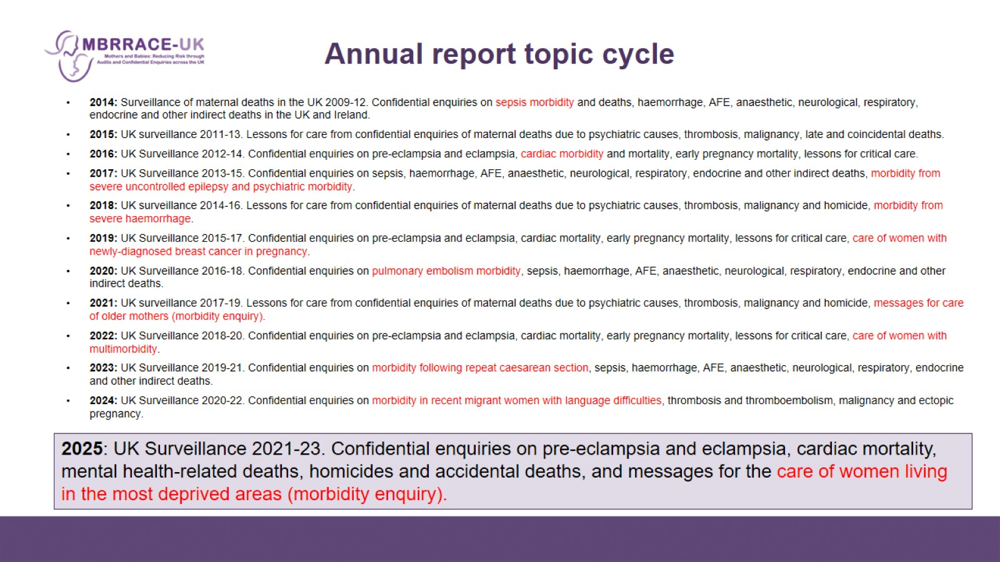 MBRRACE-UK
Mothers and Babies: Reducing Risk through
Audits and Confidential Enquiries across the UK
Annual report topic cycle
• 2014: Surveillance of maternal deaths in the UK 2009-12. Confidential enquiries on sepsis morbidity and deaths, haemorrhage, AFE, anaesthetic, neurological, respiratory,
endocrine and other indirect deaths in the UK and Ireland.
• 2015: UK surveillance 2011-13. Lessons for care from confidential enquiries of maternal deaths due to psychiatric causes, thrombosis, malignancy, late and coincidental deaths.
• 2016: UK Surveillance 2012-14. Confidential enquiries on pre-eclampsia and eclampsia, cardiac morbidity and mortality, early pregnancy mortality, lessons for critical care.
• 2017: UK Surveillance 2013-15. Confidential enquiries on sepsis, haemorrhage, AFE, anaesthetic, neurological, respiratory, endocrine and other indirect deaths, morbidity from
severe uncontrolled epilepsy and psychiatric morbidity.
• 2018: UK surveillance 2014-16. Lessons for care from confidential enquiries of maternal deaths due to psychiatric causes, thrombosis, malignancy and homicide, morbidity from
severe haemorrhage.
• 2019: UK Surveillance 2015-17. Confidential enquiries on pre-eclampsia and eclampsia, cardiac mortality, early pregnancy mortality, lessons for critical care, care of women with
newly-diagnosed breast cancer in pregnancy.
• 2020: UK Surveillance 2016-18. Confidential enquiries on pulmonary embolism morbidity, sepsis, haemorrhage, AFE, anaesthetic, neurological, respiratory, endocrine and other
indirect deaths.
• 2021: UK surveillance 2017-19. Lessons for care from confidential enquiries of maternal deaths due to psychiatric causes, thrombosis, malignancy and homicide, messages for care
of older mothers (morbidity enquiry).
• 2022: UK Surveillance 2018-20. Confidential enquiries on pre-eclampsia and eclampsia, cardiac mortality, early pregnancy mortality, lessons for critical care, care of women with
multimorbidity.
• 2023: UK Surveillance 2019-21. Confidential enquiries on morbidity following repeat caesarean section, sepsis, haemorrhage, AFE, anaesthetic, neurological, respiratory, endocrine
and other indirect deaths.
• 2024: UK Surveillance 2020-22. Confidential enquiries on morbidity in recent migrant women with language difficulties, thrombosis and thromboembolism, malignancy and ectopic
pregnancy.
2025: UK Surveillance 2021-23. Confidential enquiries on pre-eclampsia and eclampsia, cardiac mortality,
mental health-related deaths, homicides and accidental deaths, and messages for the care of women living
in the most deprived areas (morbidity enquiry).